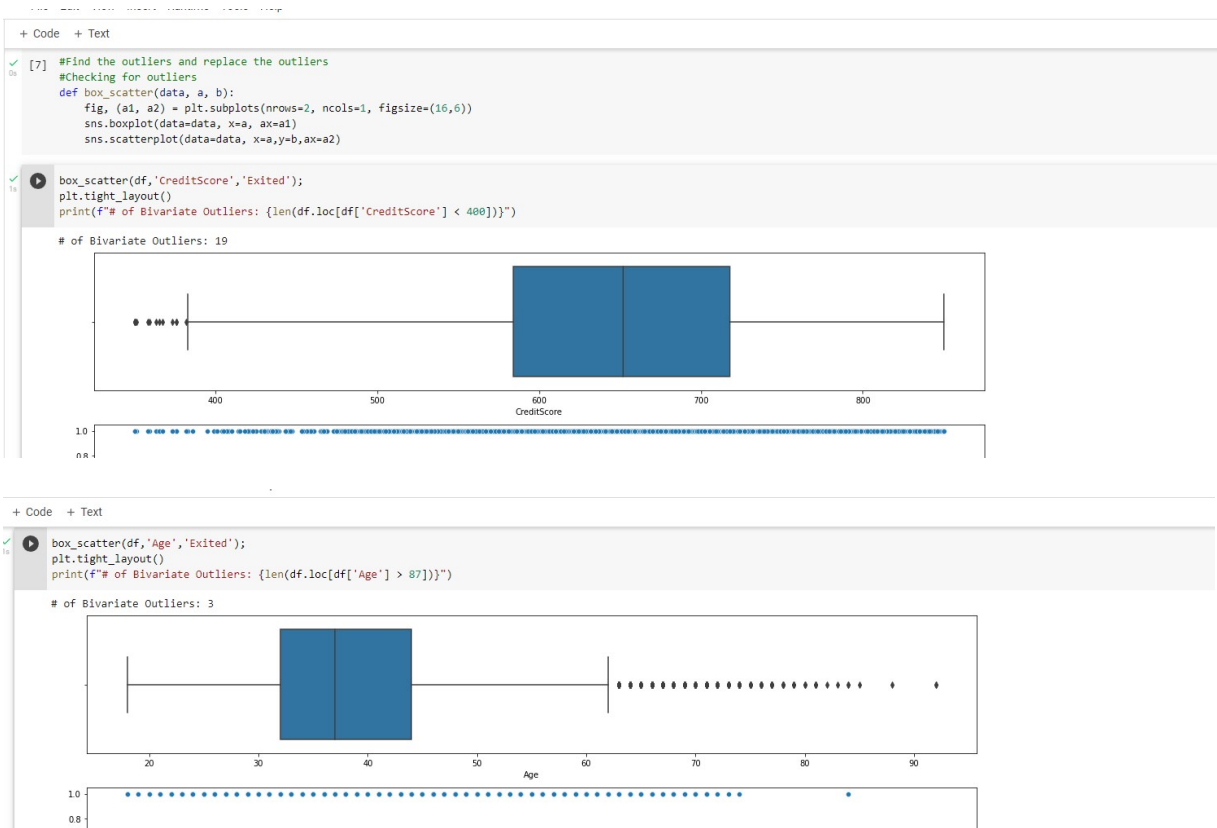 + Code + Text
0s
[7] #Find the outliers and replace the outliers
#Checking for outliers
def box_scatter(data, a, b):
fig, (a1, a2) = plt.subplots(nrows=2, ncols=1, figsize=(16,6))
sns.boxplot(data=data, x=a, ax=a1)
sns.scatterplot(data=data, x=a,y=b,ax=a2)
1s
box_scatter(df,'CreditScore','Exited');
plt.tight_layout()
print(f"# of Bivariate Outliers: {len(df.loc[df['CreditScore'] < 400])}")
# of Bivariate Outliers: 19
400 500 600 700 800
CreditScore
1.0
0.8
+ Code + Text
box_scatter(df,'Age','Exited');
plt.tight_layout()
print(f"# of Bivariate Outliers: {len(df.loc[df['Age'] > 87])}")
# of Bivariate Outliers: 3
20 30 40 50 60 70 80 90
Age
1.0
0.8